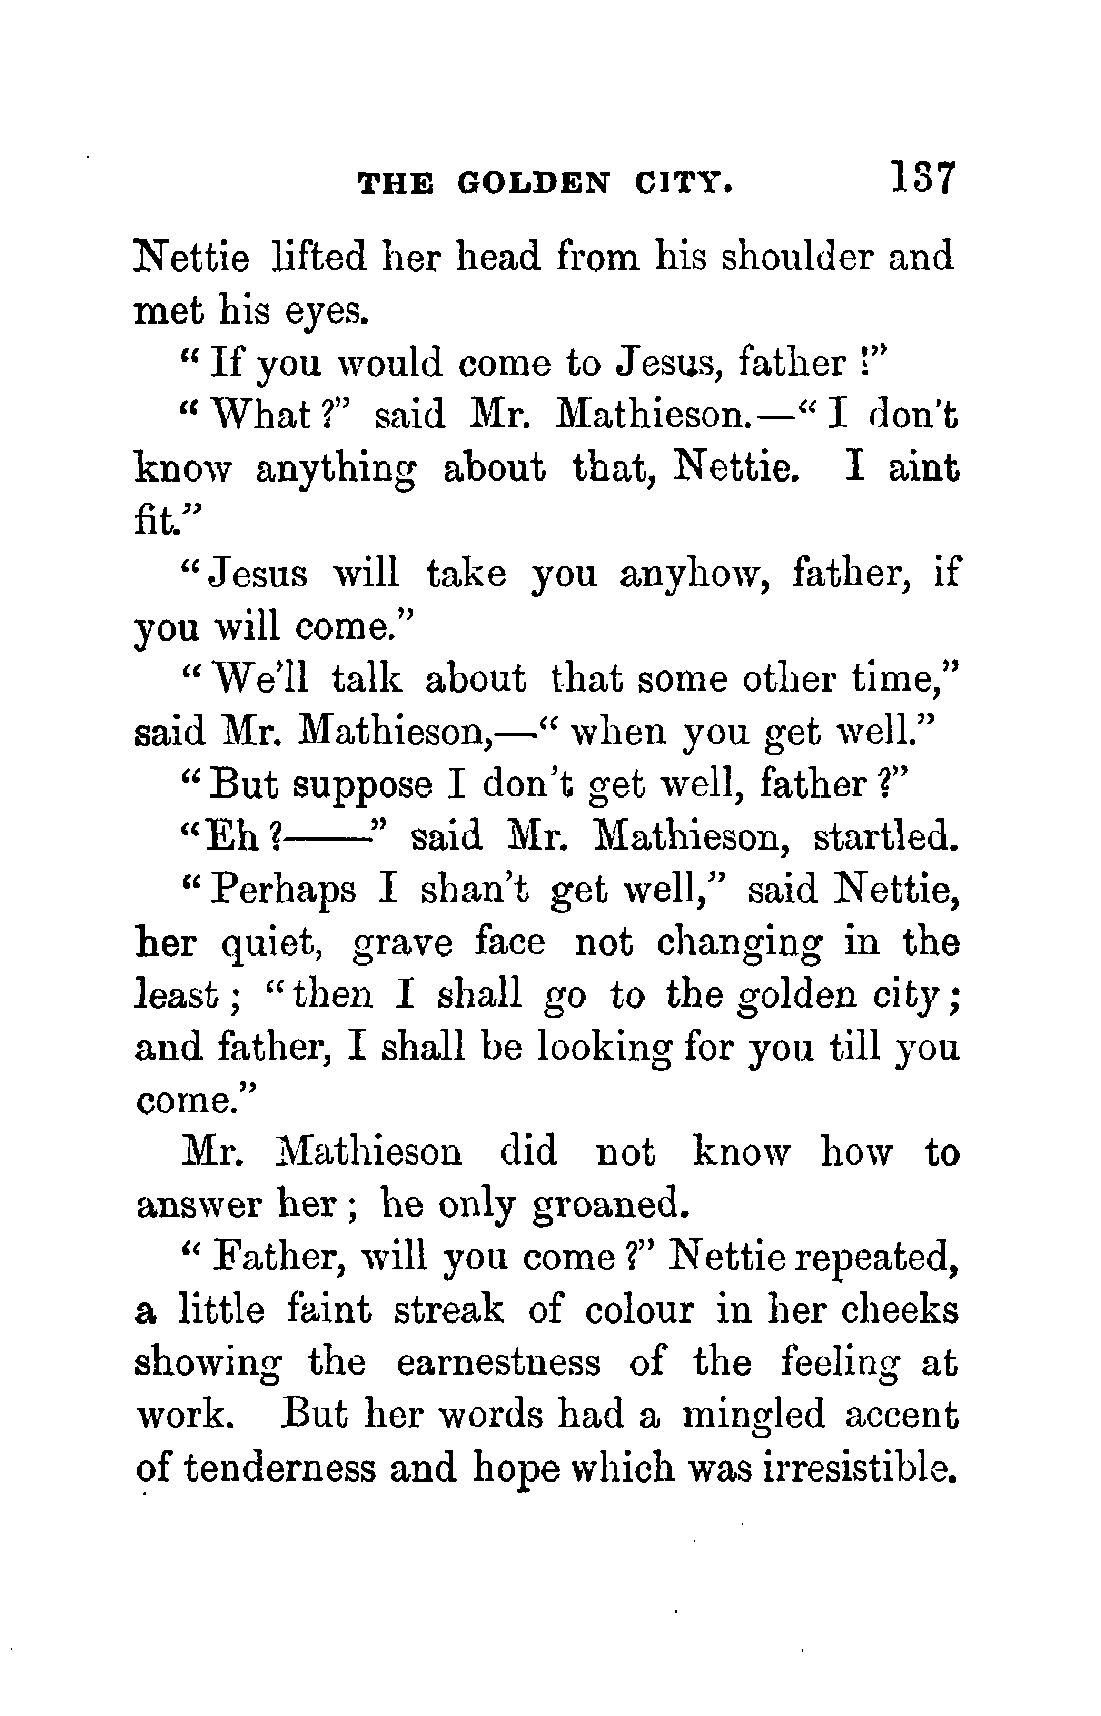 THE GOLDEN CITY. 137
Nettie lifted her head from his shoulder and
met his eyes.
“ If you would come to Jesus, father !”
“ What ?” said Mr. Mathieson.—“ I don't
know anything about that, Nettie. I aint
fit.”
“ Jesus will take you anyhow, father, if
you will come.”
“ We'll talk about that some other time,”
said Mr. Mathieson,—“ when you get well.”
“ But suppose I don't get well, father ?”
“Eh ?——” said Mr. Mathieson, startled.
“ Perhaps I shan't get well,” said Nettie,
her quiet, grave face not changing in the
least ; “ then I shall go to the golden city ;
and father, I shall be looking for you till you
come.”
Mr. Mathieson did not know how to
answer her ; he only groaned.
“ Father, will you come ?” Nettie repeated,
a little faint streak of colour in her cheeks
showing the earnestness of the feeling at
work. But her words had a mingled accent
of tenderness and hope which was irresistible.